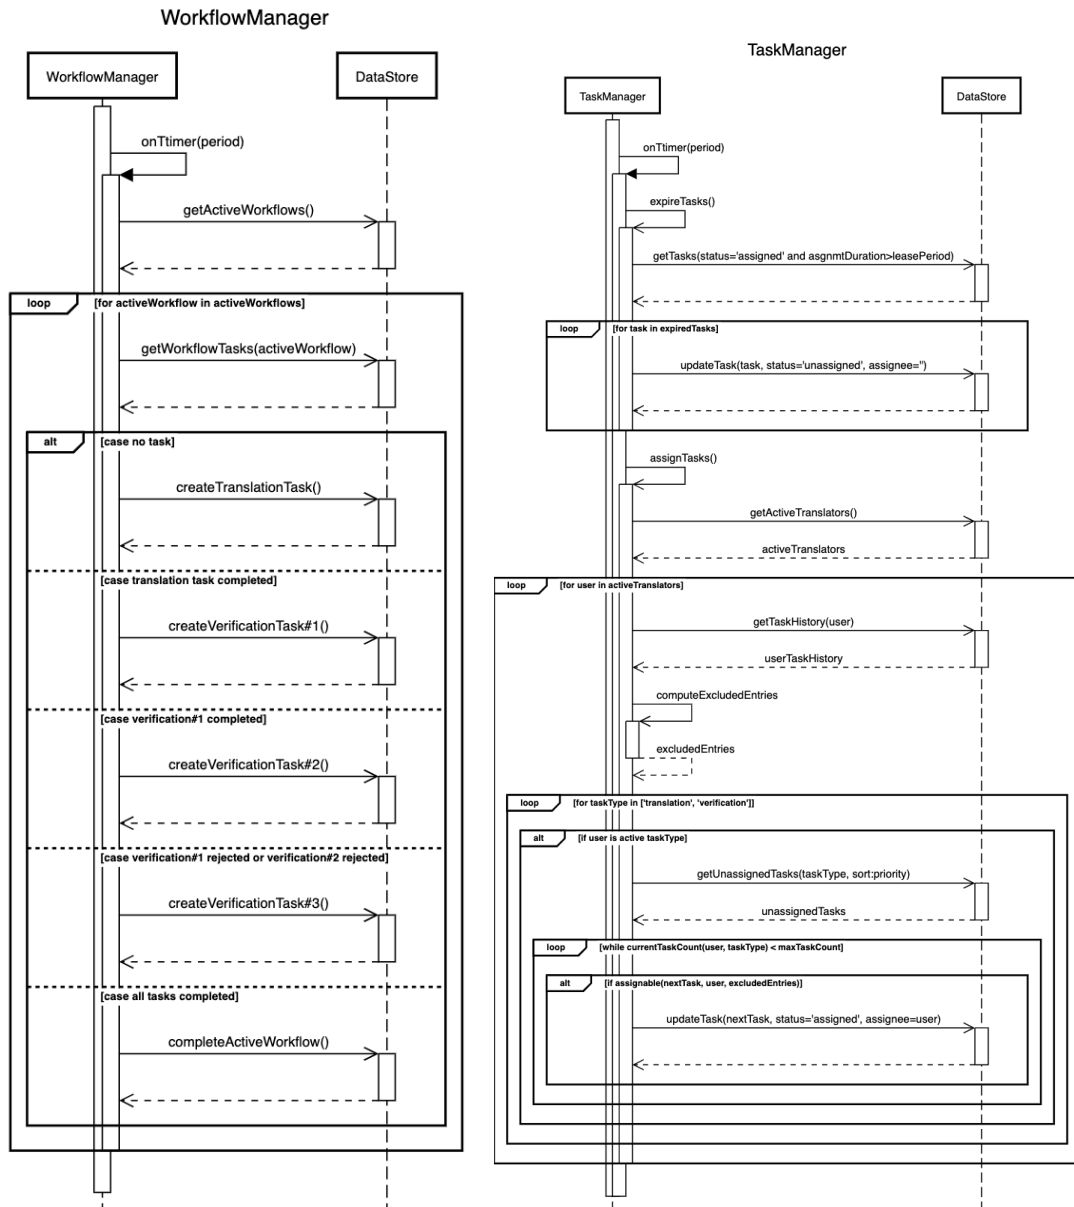 WorkflowManager
WorkflowManager
DataStore
onTtimer(period)
getActiveWorkflows()
loop
[for activeWorkflow in activeWorkflows]
getWorkflowTasks(activeWorkflow)
alt
[case no task]
createTranslationTask()
[case translation task completed]
createVerificationTask#1()
[case verification#1 completed]
createVerificationTask#2()
[case verification#1 rejected or verification#2 rejected]
createVerificationTask#3()
[case all tasks completed]
completeActiveWorkflow()
TaskManager
TaskManager
DataStore
onTtimer(period)
expireTasks()
getTasks(status='assigned' and asgnmtDuration>leasePeriod)
loop
[for task in expiredTasks]
updateTask(task, status='unassigned', assignee='')
assignTasks()
getActiveTranslators()
activeTranslators
loop
[for user in activeTranslators]
getTaskHistory(user)
userTaskHistory
computeExcludedEntries
excludedEntries
loop
[for taskType in ['translation', 'verification']]
alt
[if user is active taskType]
getUnassignedTasks(taskType, sort:priority)
unassignedTasks
loop
[while currentTaskCount(user, taskType) < maxTaskCount]
alt
[if assignable(nextTask, user, excludedEntries)]
updateTask(nextTask, status='assigned', assignee=user)